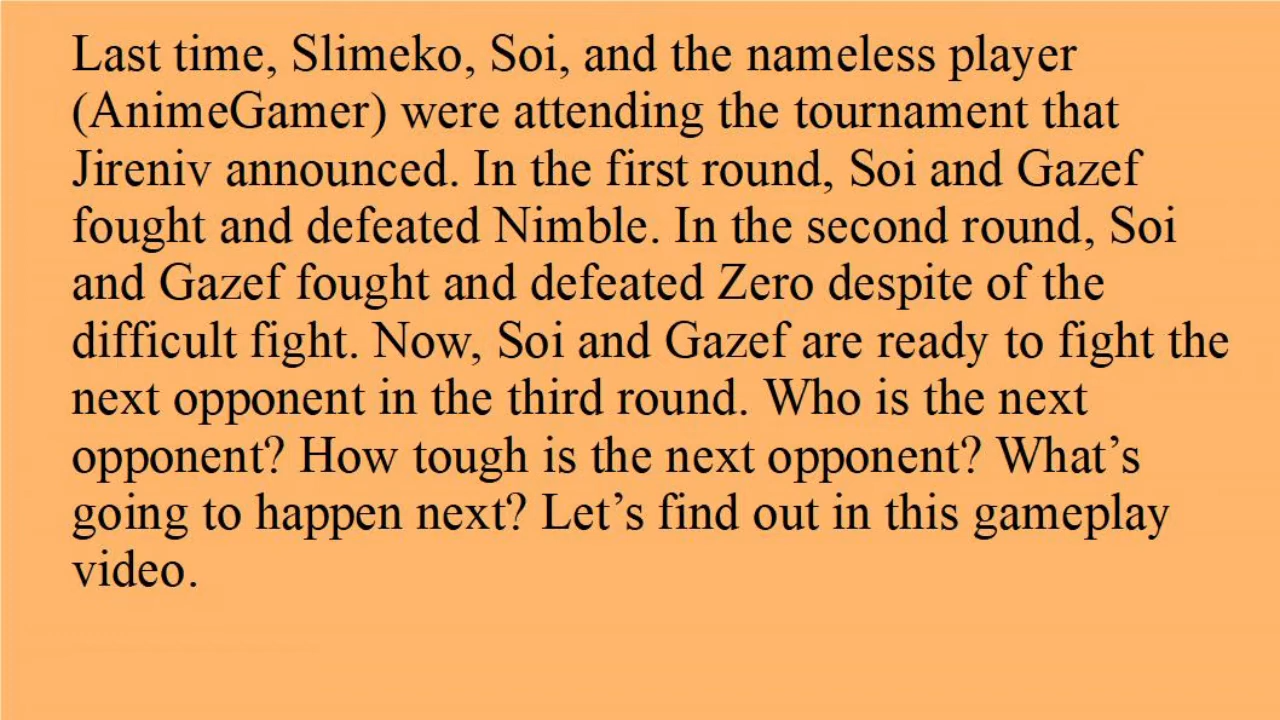 Last time, Slimeko, Soi, and the nameless player
(AnimeGamer) were attending the tournament that
Jireniv announced. In the first round, Soi and Gazef
fought and defeated Nimble. In the second round, Soi
and Gazef fought and defeated Zero despite of the
difficult fight. Now, Soi and Gazef are ready to fight the
next opponent in the third round. Who is the next
opponent? How tough is the next opponent? What’s
going to happen next? Let’s find out in this gameplay
video.